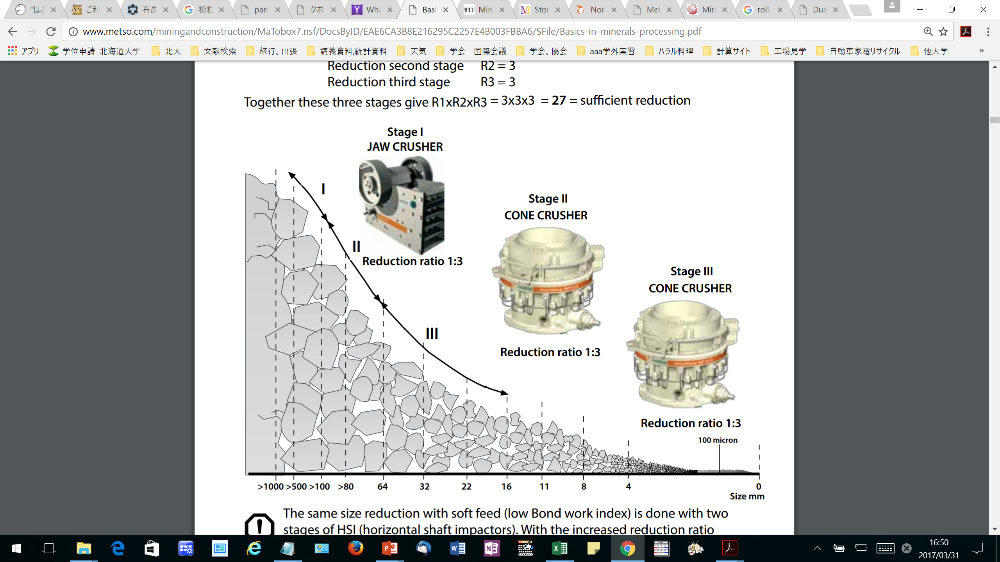 "はさ
ご利
石炭
粉粒
pan
クボ
Wha
Basi
911 Min
M Stor
Nor
Met
Min
roll
Dua
www.metso.com/miningandconstruction/MaTobox7.nsf/DocsByID/EAE6CA3B8E216295C2257E4B003FBBA6/$File/Basics-in-minerals-processing.pdf
アプリ 学位申請 北海道大学 北大 文献検索 旅行、出張 講義資料,統計資料 天気 学会 国際会議 学会、協会 aaa学外実習 ハラル料理 計算サイト 工場見学 自動車家電リサイクル 他大学 »
Reduction second stage R2 = 3
Reduction third stage R3 = 3
Together these three stages give R1xR2xR3 = 3x3x3 = 27 = sufficient reduction
Stage I
JAW CRUSHER
I
Stage II
CONE CRUSHER
II
Reduction ratio 1:3
Stage III
CONE CRUSHER
III
Reduction ratio 1:3
Reduction ratio 1:3
100 micron
>1000 >500 >100 >80 64 32 22 16 11 8 4 0
Size mm
The same size reduction with soft feed (low Bond work index) is done with two
stages of HSI (horizontal shaft impactors). With the increased reduction ratio
16:50
2017/03/31